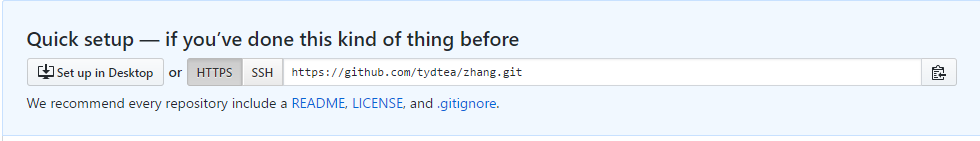 Quick setup — if you’ve done this kind of thing before
Set up in Desktop or HTTPS SSH https://github.com/tydtea/zhang.git
We recommend every repository include a README, LICENSE, and .gitignore.